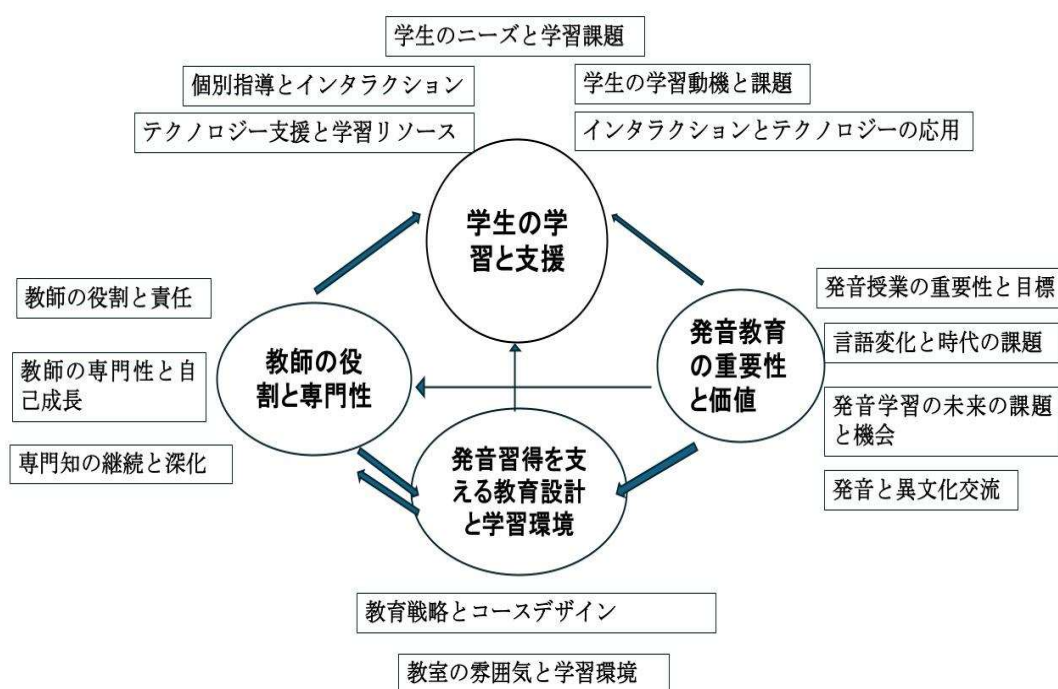 学生のニーズと学習課題
個別指導とインタラクション
学生の学習動機と課題
テクノロジー支援と学習リソース
インタラクションとテクノロジーの応用
学生の学
習と支援
教師の役割と責任
教師の専門性と自
己成長
専門知の継続と深化
教師の役
割と専門性
発音教育
の重要性
と価値
発音授業の重要性と目標
言語変化と時代の課題
発音学習の未来の課題
と機会
発音と異文化交流
発音習得を支
える教育設計
と学習環境
教育戦略とコースデザイン
教室の雰囲気と学習環境